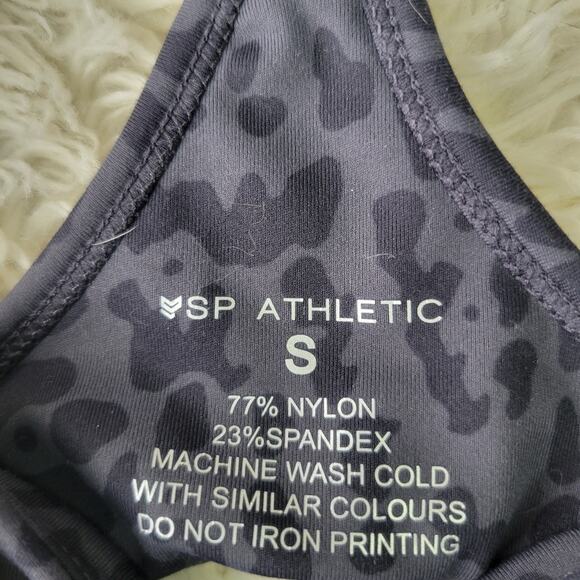 SP ATHLETIC
S
77% NYLON
23%SPANDEX
MACHINE WASH COLD
WITH SIMILAR COLOURS
DO NOT IRON PRINTING